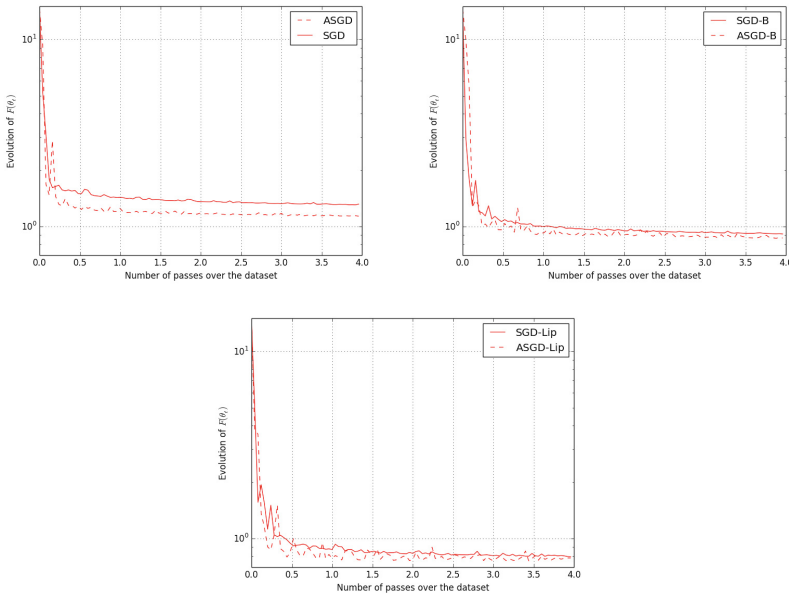 ASGD
SGD
Evolution of F(θₜ)
10¹
10⁰
0.0 0.5 1.0 1.5 2.0 2.5 3.0 3.5 4.0
Number of passes over the dataset
SGD-B
ASGD-B
Evolution of F(θₜ)
10¹
10⁰
0.0 0.5 1.0 1.5 2.0 2.5 3.0 3.5 4.0
Number of passes over the dataset
SGD-Lip
ASGD-Lip
Evolution of F(θₜ)
10¹
10⁰
0.0 0.5 1.0 1.5 2.0 2.5 3.0 3.5 4.0
Number of passes over the dataset